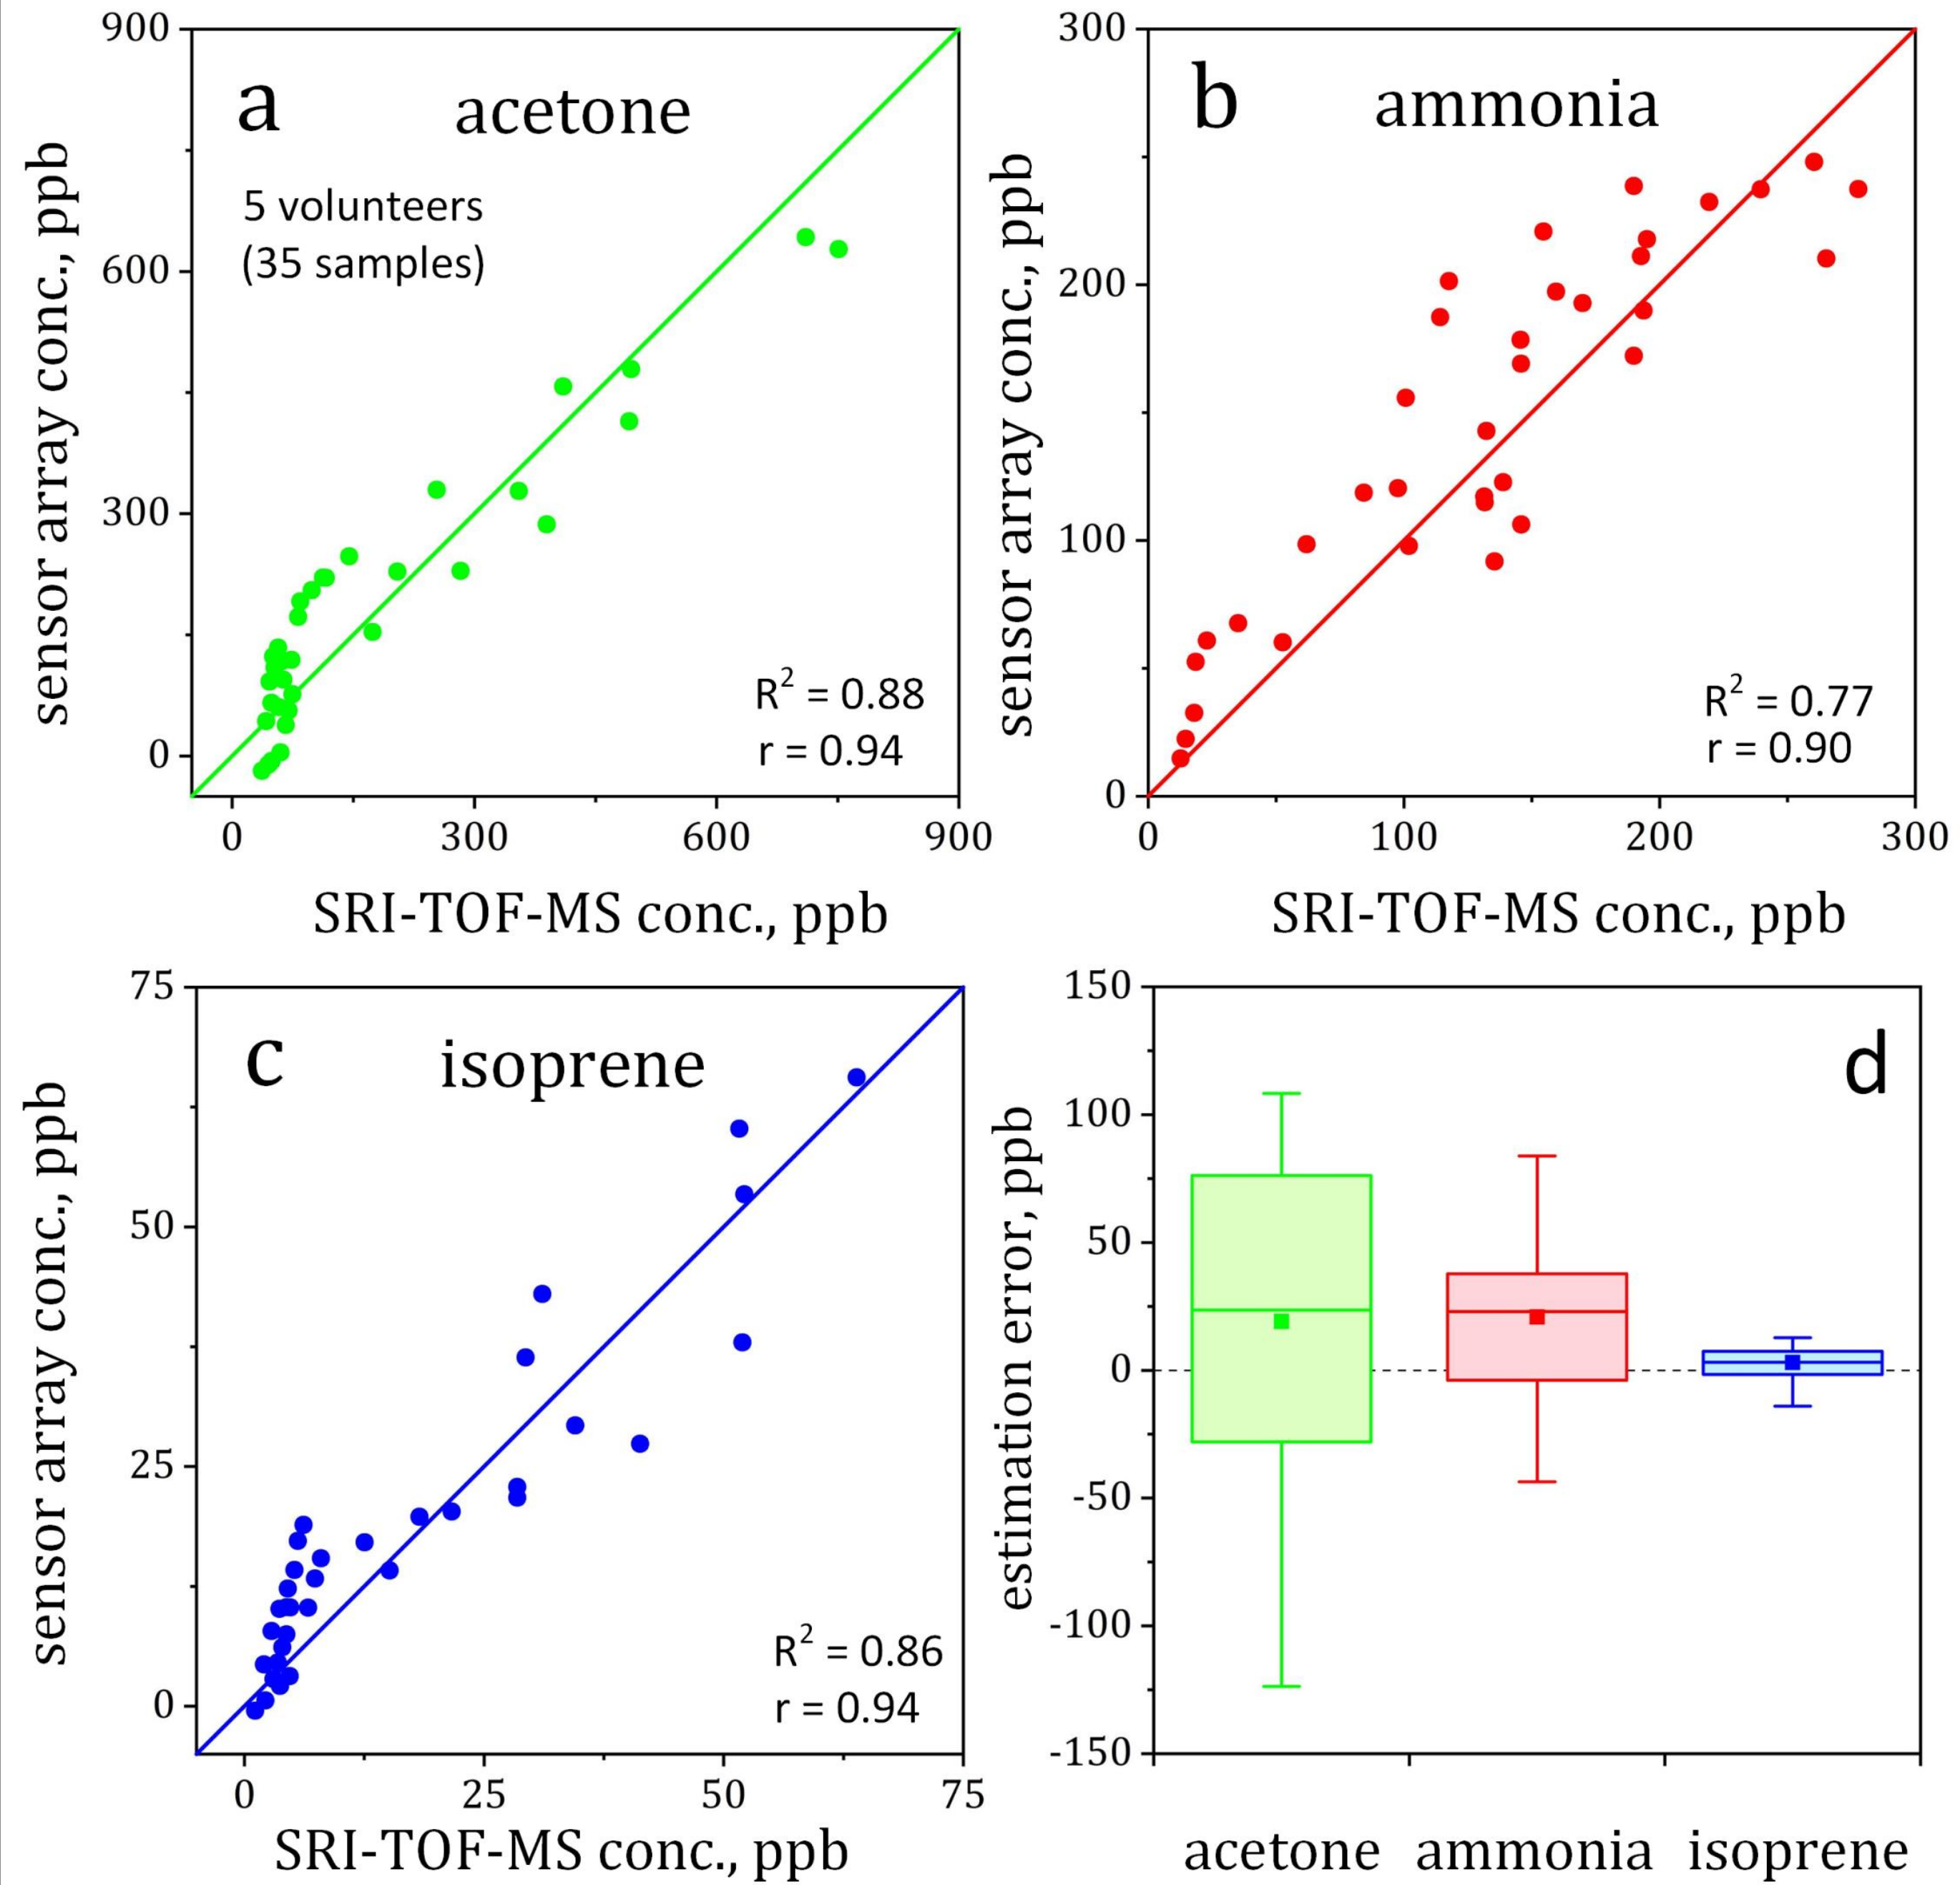 a
acetone
5 volunteers
(35 samples)
R² = 0.88
r = 0.94
900
600
300
0
0
300
600
900
sensor array conc., ppb
SRI-TOF-MS conc., ppb
b
ammonia
R² = 0.77
r = 0.90
300
200
100
0
0
100
200
300
sensor array conc., ppb
SRI-TOF-MS conc., ppb
c
isoprene
R² = 0.86
r = 0.94
75
50
25
0
0
25
50
75
sensor array conc., ppb
SRI-TOF-MS conc., ppb
d
150
100
50
0
-50
-100
-150
estimation error, ppb
acetone
ammonia
isoprene